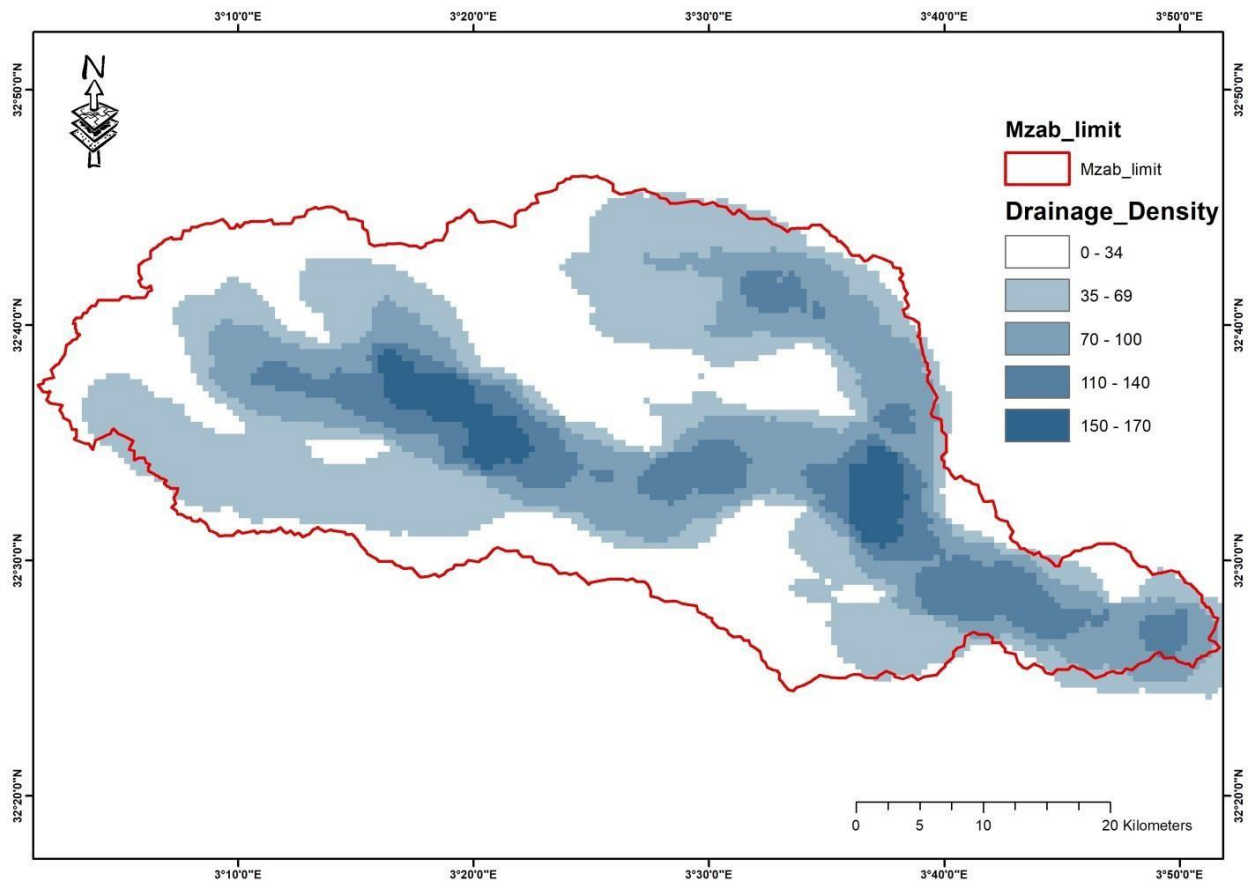 3°10'0"E 3°20'0"E 3°30'0"E 3°40'0"E 3°50'0"E
N
32°50'0"N 32°50'0"N
Mzab_limit
Mzab_limit
Drainage_Density
0 - 34
35 - 69
70 - 100
110 - 140
150 - 170
32°40'0"N 32°40'0"N
32°30'0"N 32°30'0"N
32°20'0"N 32°20'0"N
0 5 10 20 Kilometers
3°10'0"E 3°20'0"E 3°30'0"E 3°40'0"E 3°50'0"E